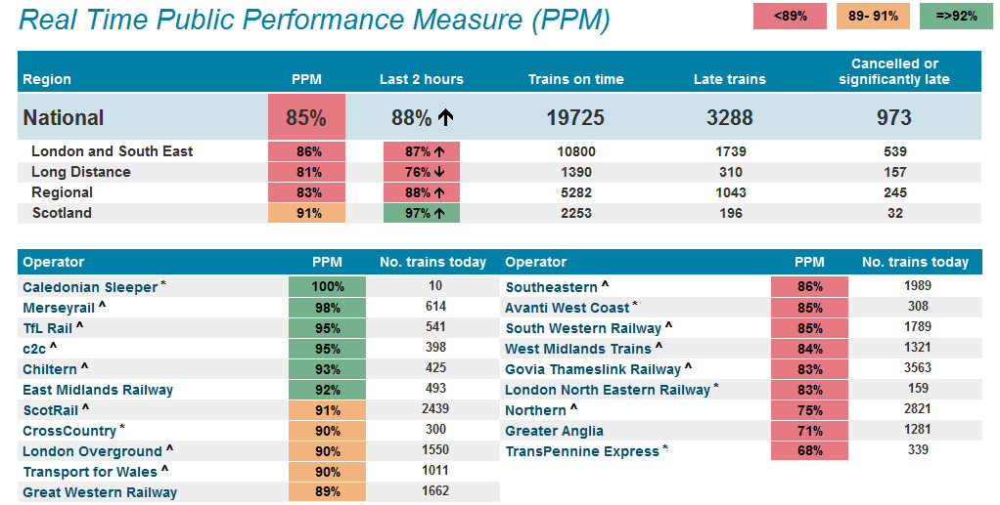 Real Time Public Performance Measure (PPM) <89% 89- 91% =>92%
Region PPM Last 2 hours Trains on time Late trains Cancelled or significantly late
National 85% 88% ↑ 19725 3288 973
London and South East 86% 87% ↑ 10800 1739 539
Long Distance 81% 76% ↓ 1390 310 157
Regional 83% 88% ↑ 5282 1043 245
Scotland 91% 97% ↑ 2253 196 32
Operator PPM No. trains today Operator PPM No. trains today
Caledonian Sleeper * 100% 10 Southeastern ^ 86% 1989
Merseyrail ^ 98% 614 Avanti West Coast * 85% 308
TfL Rail ^ 95% 541 South Western Railway ^ 85% 1789
c2c ^ 95% 398 West Midlands Trains ^ 84% 1321
Chiltern ^ 93% 425 Govia Thameslink Railway ^ 83% 3563
East Midlands Railway 92% 493 London North Eastern Railway * 83% 159
ScotRail ^ 91% 2439 Northern ^ 75% 2821
CrossCountry * 90% 300 Greater Anglia 71% 1281
London Overground ^ 90% 1550 TransPennine Express * 68% 339
Transport for Wales ^ 90% 1011
Great Western Railway 89% 1662